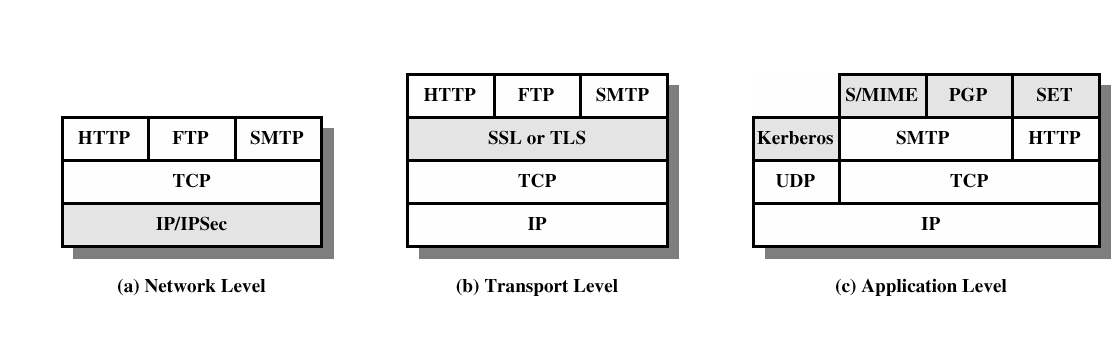 HTTP FTP SMTP
TCP
IP/IPSec
(a) Network Level
HTTP FTP SMTP
SSL or TLS
TCP
IP
(b) Transport Level
S/MIME PGP SET
Kerberos SMTP HTTP
UDP TCP
IP
(c) Application Level